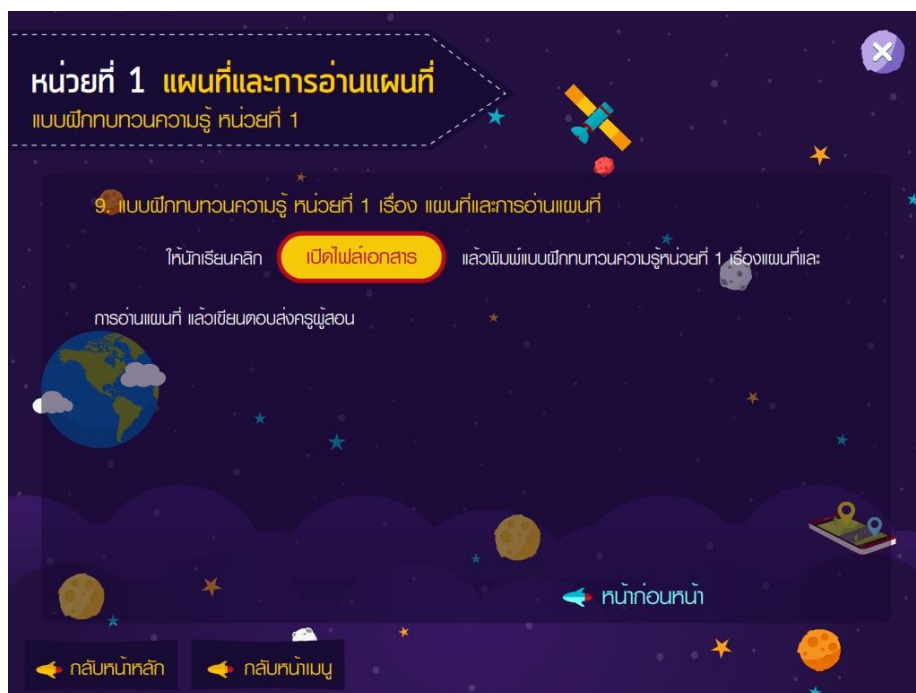 หน่วยที่ 1 แผนที่และการอ่านแผนที่
แบบฝึกทบทวนความรู้ หน่วยที่ 1
9. แบบฝึกทบทวนความรู้ หน่วยที่ 1 เรื่อง แผนที่และการอ่านแผนที่
ให้นักเรียนคลิก เปิดไฟล์เอกสาร แล้วพิมพ์แบบฝึกทบทวนความรู้หน่วยที่ 1 เรื่องแผนที่และ
การอ่านแผนที่ แล้วเขียนตอบส่งครูผู้สอน
หน้าก่อนหน้า
กลับหน้าหลัก กลับหน้าเมนู